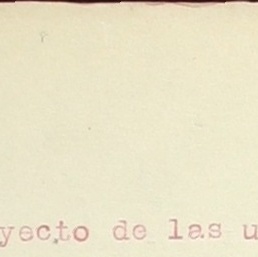 yecto de las u